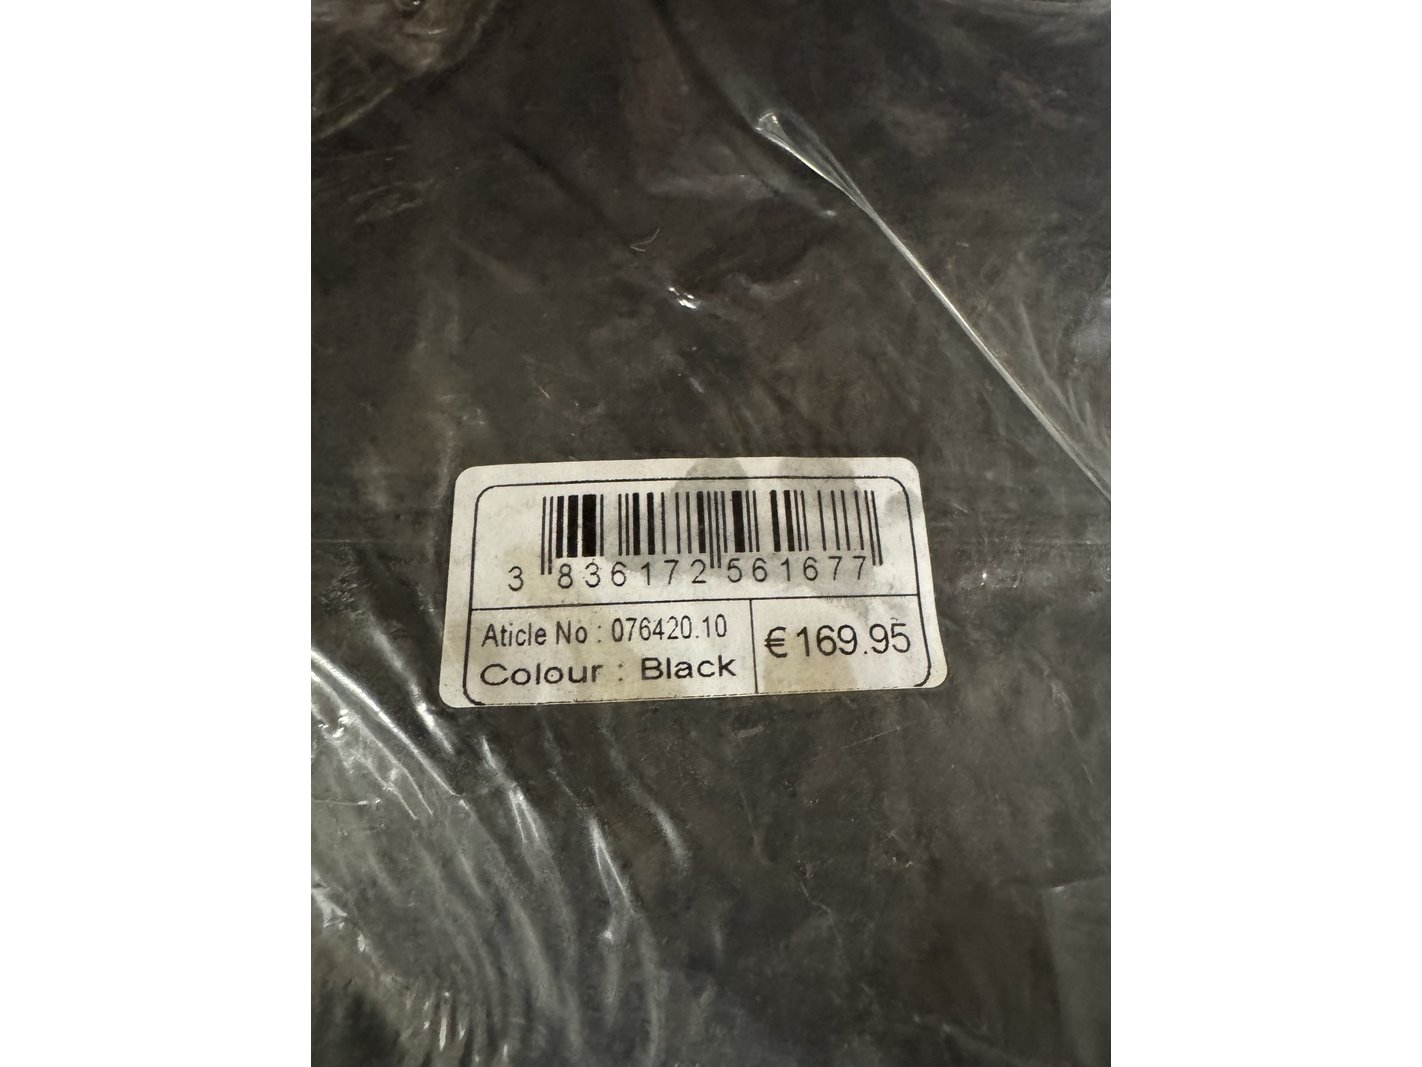 3 836172 561677
Aticle No : 076420.10
Colour : Black
€169.95